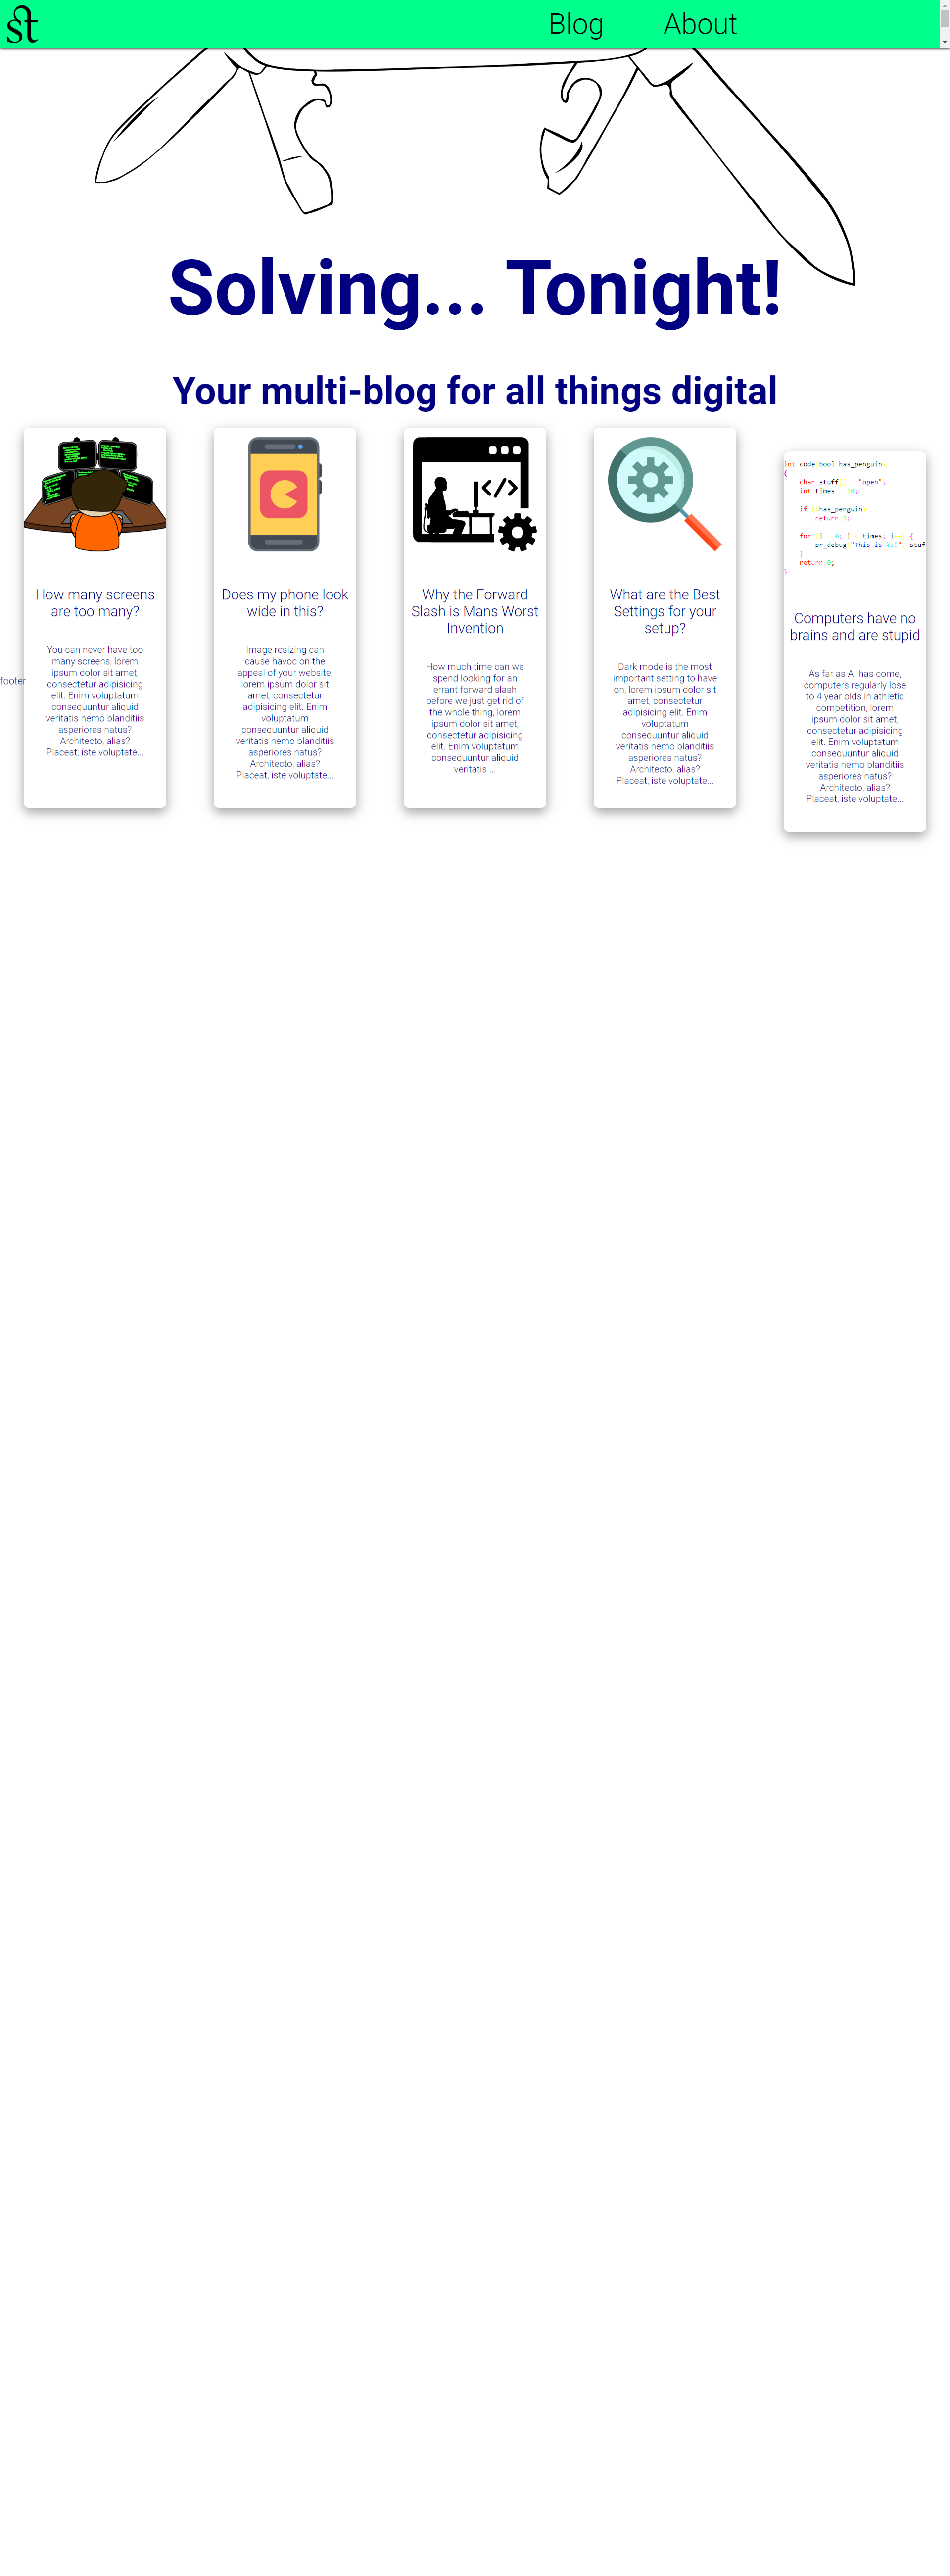 st
Blog
About
Solving... Tonight!
Your multi-blog for all things digital
How many screens
are too many?
You can never have too
many screens, lorem
ipsum dolor sit amet,
consectetur adipisicing
elit. Enim voluptatum
consequuntur aliquid
veritatis nemo blanditiis
asperiores natus?
Architecto, alias?
Placeat, iste voluptate...
Does my phone look
wide in this?
Image resizing can
cause havoc on the
appeal of your website,
lorem ipsum dolor sit
amet, consectetur
adipisicing elit. Enim
voluptatum
consequuntur aliquid
veritatis nemo blanditiis
asperiores natus?
Architecto, alias?
Placeat, iste voluptate...
</>
Why the Forward
Slash is Mans Worst
Invention
How much time can we
spend looking for an
errant forward slash
before we just get rid of
the whole thing, lorem
ipsum dolor sit amet,
consectetur adipisicing
elit. Enim voluptatum
consequuntur aliquid
veritatis ...
What are the Best
Settings for your
setup?
Dark mode is the most
important setting to have
on, lorem ipsum dolor sit
amet, consectetur
adipisicing elit. Enim
voluptatum
consequuntur aliquid
veritatis nemo blanditiis
asperiores natus?
Architecto, alias?
Placeat, iste voluptate...
int code(bool has_penguin)
{
char stuff[] = "open";
int times = 10;
if (!has_penguin)
return 1;
for (i = 0; i < times; i++) {
pr_debug("This is %s!", stuf
}
return 0;
}
Computers have no
brains and are stupid
As far as AI has come,
computers regularly lose
to 4 year olds in athletic
competition, lorem
ipsum dolor sit amet,
consectetur adipisicing
elit. Enim voluptatum
consequuntur aliquid
veritatis nemo blanditiis
asperiores natus?
Architecto, alias?
Placeat, iste voluptate...
footer